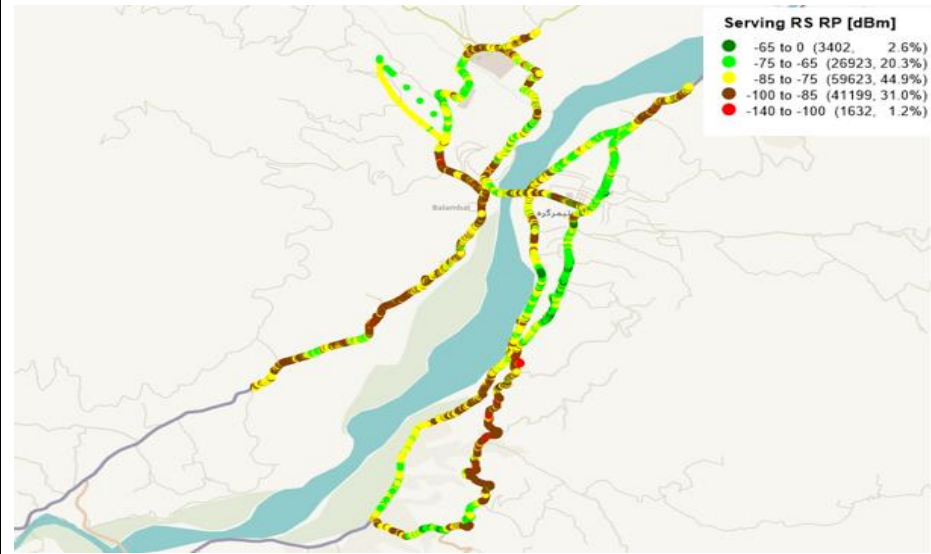 Serving RS RP [dBm]
-65 to 0 (3402, 2.6%)
-75 to -65 (26923, 20.3%)
-85 to -75 (59623, 44.9%)
-100 to -85 (41199, 31.0%)
-140 to -100 (1632, 1.2%)
Balambat
تیمرگرہ